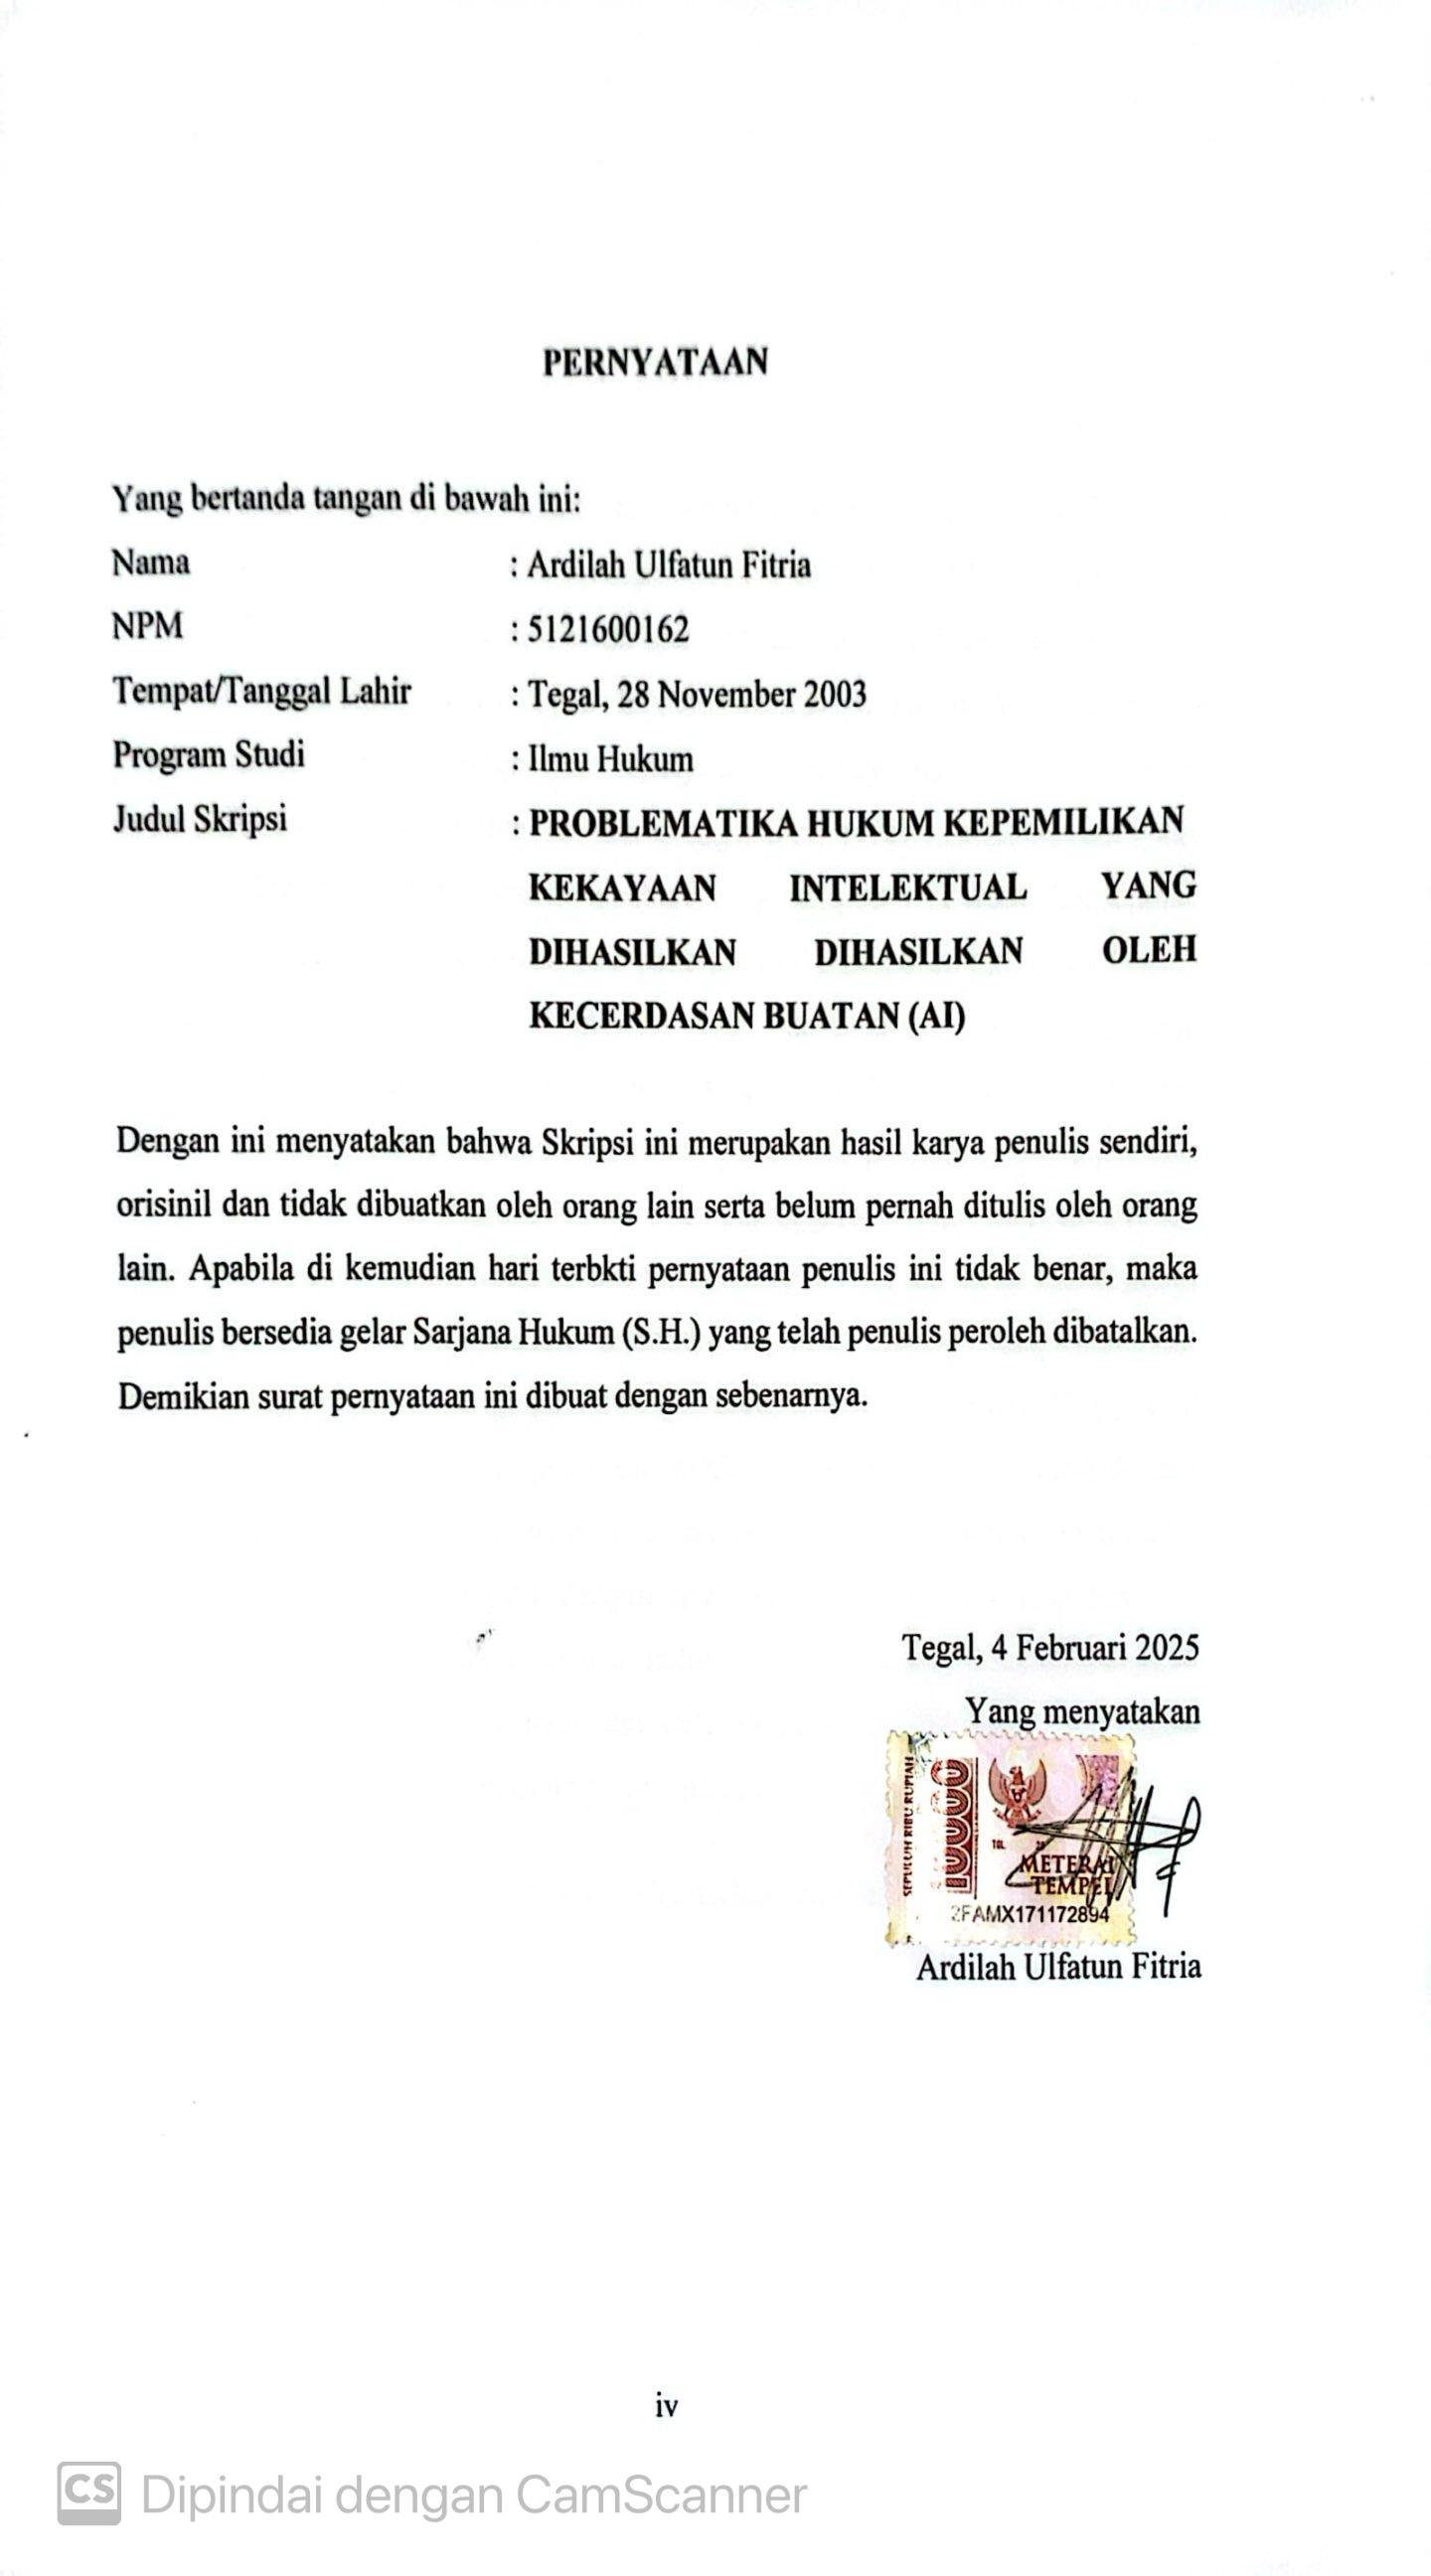 PERNYATAAN
Yang bertanda tangan di bawah ini:
Nama : Ardilah Ulfatun Fitria
NPM : 5121600162
Tempat/Tanggal Lahir : Tegal, 28 November 2003
Program Studi : Ilmu Hukum
Judul Skripsi : PROBLEMATIKA HUKUM KEPEMILIKAN
KEKAYAAN INTELEKTUAL YANG
DIHASILKAN DIHASILKAN OLEH
KECERDASAN BUATAN (AI)
Dengan ini menyatakan bahwa Skripsi ini merupakan hasil karya penulis sendiri,
orisinil dan tidak dibuatkan oleh orang lain serta belum pernah ditulis oleh orang
lain. Apabila di kemudian hari terbkti pernyataan penulis ini tidak benar, maka
penulis bersedia gelar Sarjana Hukum (S.H.) yang telah penulis peroleh dibatalkan.
Demikian surat pernyataan ini dibuat dengan sebenarnya.
Tegal, 4 Februari 2025
Yang menyatakan
SEPULUH RIBU RUPIAH
10000
TGL. 20
METERAI
TEMPEL
2FAMX171172894
Ardilah Ulfatun Fitria
iv
CS Dipindai dengan CamScanner